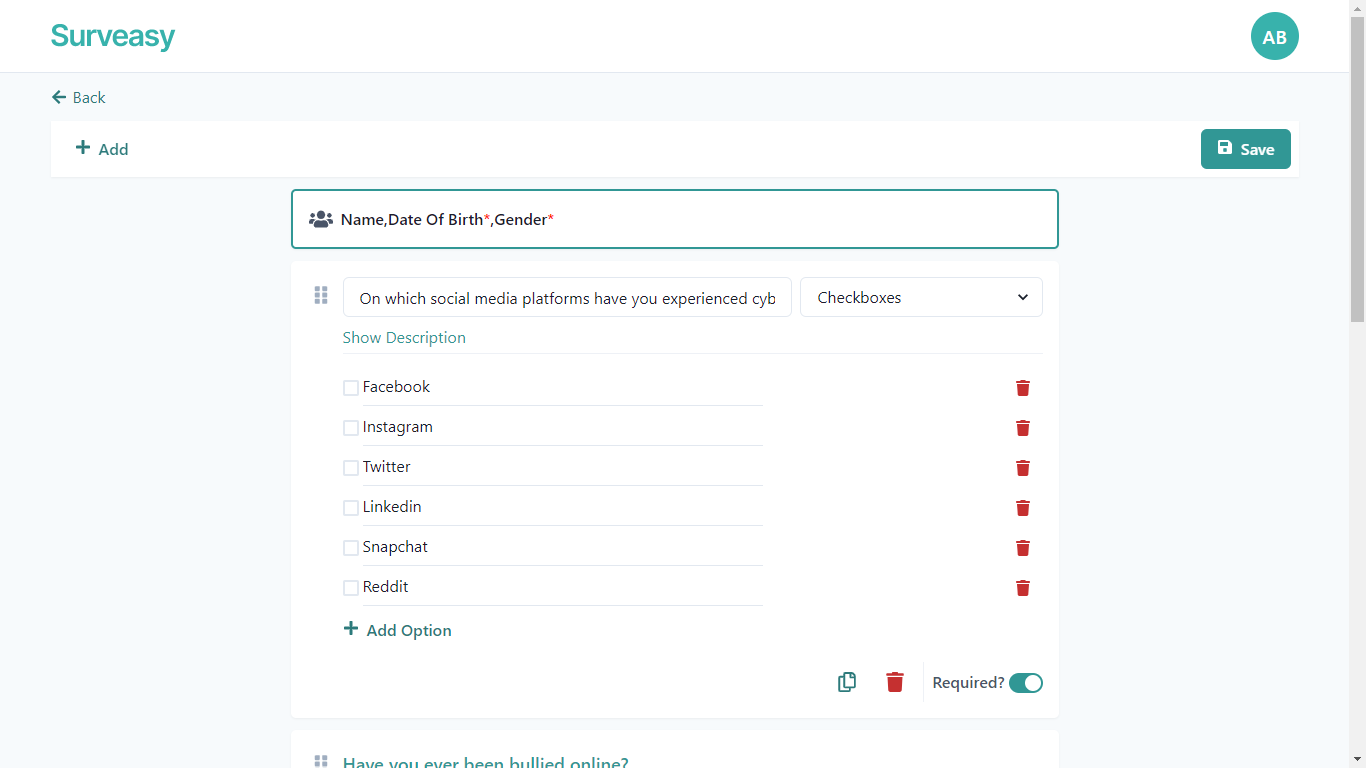 Surveasy
AB
Back
Add
Save
Name,Date Of Birth*,Gender*
On which social media platforms have you experienced cyb
Checkboxes
Show Description
Facebook
Instagram
Twitter
Linkedin
Snapchat
Reddit
Add Option
Required?
Have you ever been bullied online?